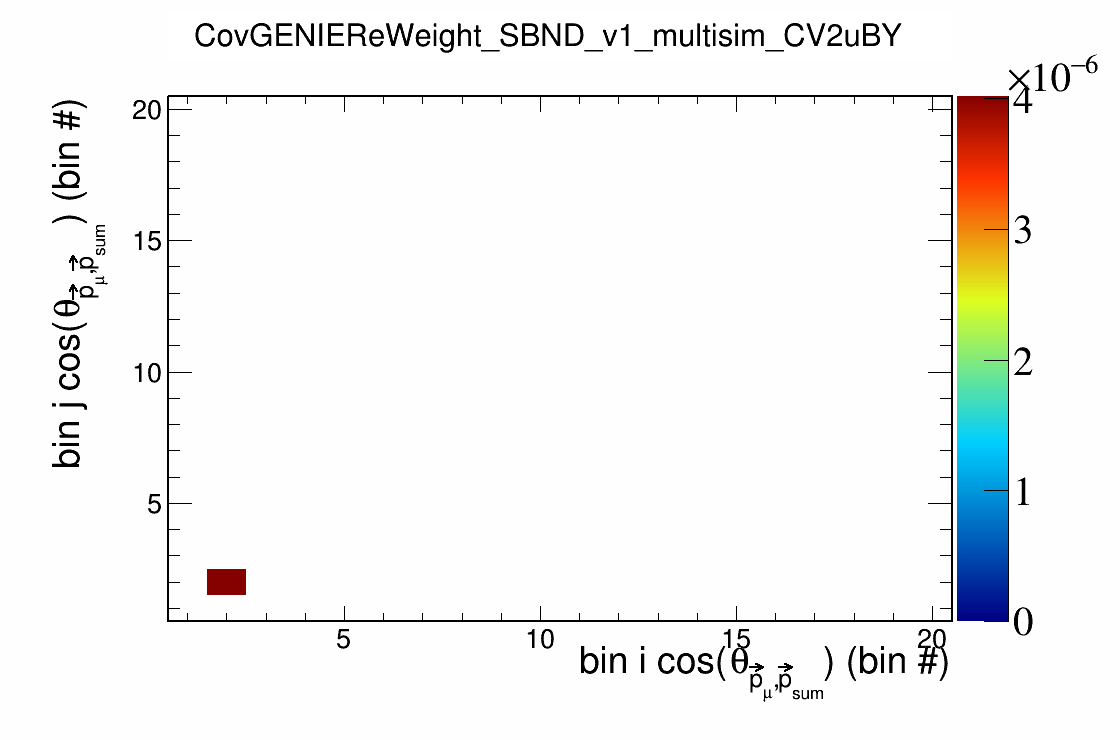 CovGENIEReWeight_SBND_v1_multisim_CV2uBY
×10⁻⁶
bin j cos(θ_{p⃗_μ,p⃗_sum}) (bin #)
20
15
10
5
4
3
2
1
0
5 10 15 20
bin i cos(θ_{p⃗_μ,p⃗_sum}) (bin #)